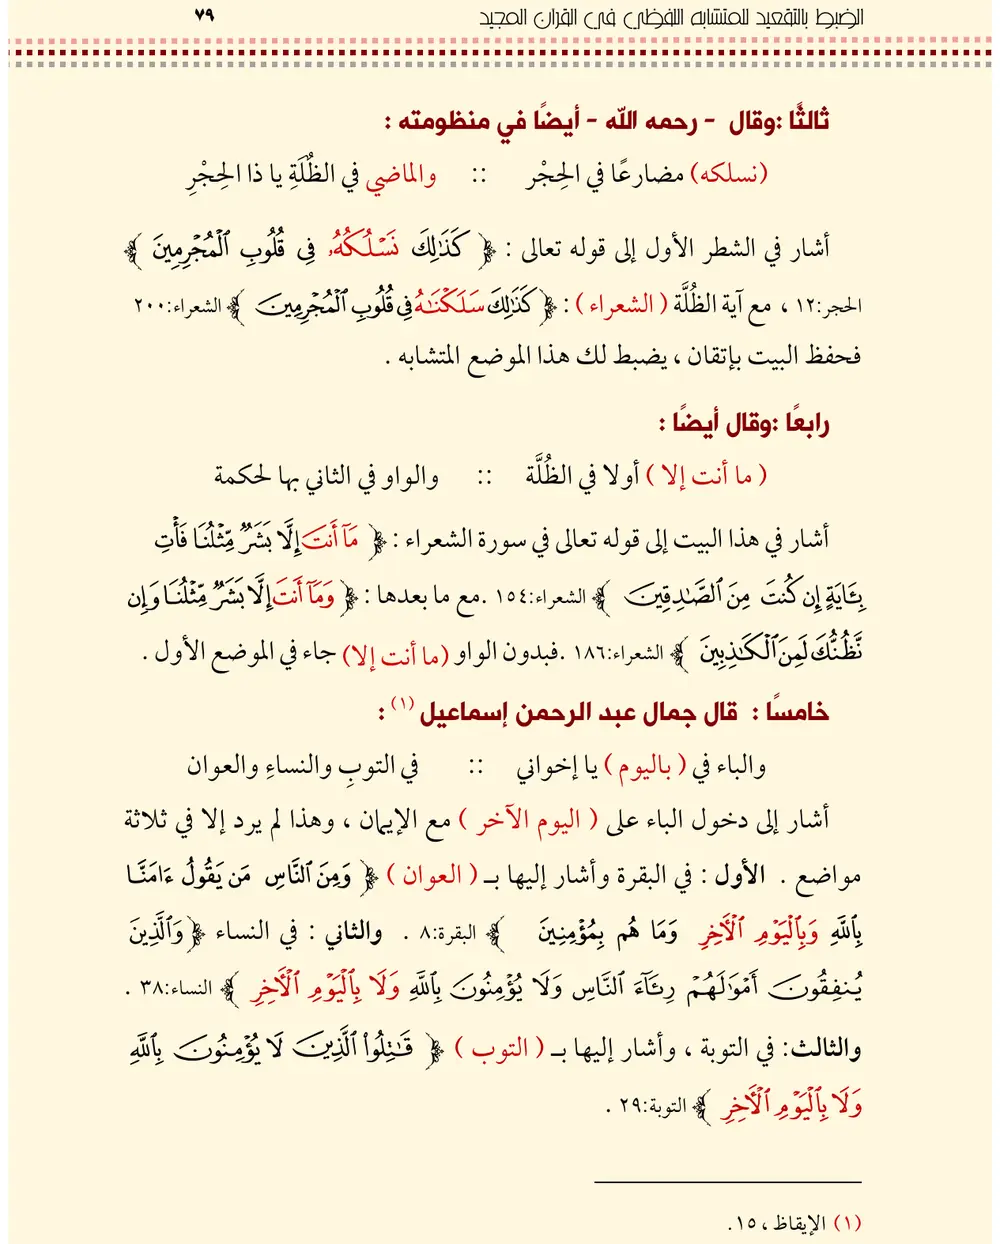 الضبط بالتقعيد للمتشابه اللفظي في القرآن المجيد ٧٩
ثالثًا :وقال - رحمه الله - أيضًا في منظومته :
(نسلكه) مضارعًا في الحِجْر :: والماضي في الظُلَّةِ يا ذا الحِجْرِ
أشار في الشطر الأول إلى قوله تعالى : ﴿ كَذَٰلِكَ نَسۡلُكُهُۥ فِي قُلُوبِ ٱلۡمُجۡرِمِينَ ﴾
الحجر:١٢ ، مع آية الظُلَّة ( الشعراء ) : ﴿ كَذَٰلِكَ سَلَكۡنَٰهُ فِي قُلُوبِ ٱلۡمُجۡرِمِينَ ﴾ الشعراء:٢٠٠
فحفظ البيت بإتقان ، يضبط لك هذا الموضع المتشابه .
رابعًا :وقال أيضًا :
( ما أنت إلا ) أولا في الظُلَّة :: والواو في الثاني بها لحكمة
أشار في هذا البيت إلى قوله تعالى في سورة الشعراء : ﴿ مَآ أَنتَ إِلَّا بَشَرٞ مِّثۡلُنَا فَأۡتِ
بِـَٔايَةٍ إِن كُنتَ مِنَ ٱلصَّٰدِقِينَ ﴾ الشعراء:١٥٤ .مع ما بعدها : ﴿ وَمَآ أَنتَ إِلَّا بَشَرٞ مِّثۡلُنَا وَإِن
نَّظُنُّكَ لَمِنَ ٱلۡكَٰذِبِينَ ﴾ الشعراء:١٨٦ .فبدون الواو (ما أنت إلا) جاء في الموضع الأول .
خامسًا : قال جمال عبد الرحمن إسماعيل (١) :
والباء في ( باليوم ) يا إخواني :: في التوبِ والنساءِ والعوان
أشار إلى دخول الباء على ( اليوم الآخر ) مع الإيمان ، وهذا لم يرد إلا في ثلاثة
مواضع . الأول : في البقرة وأشار إليها بـ ( العوان ) ﴿ وَمِنَ ٱلنَّاسِ مَن يَقُولُ ءَامَنَّا
بِٱللَّهِ وَبِٱلۡيَوۡمِ ٱلۡأٓخِرِ وَمَا هُم بِمُؤۡمِنِينَ ﴾ البقرة:٨ . والثاني : في النساء ﴿ وَٱلَّذِينَ
يُنفِقُونَ أَمۡوَٰلَهُمۡ رِئَآءَ ٱلنَّاسِ وَلَا يُؤۡمِنُونَ بِٱللَّهِ وَلَا بِٱلۡيَوۡمِ ٱلۡأٓخِرِ ﴾ النساء:٣٨ .
والثالث: في التوبة ، وأشار إليها بـ ( التوب ) ﴿ قَٰتِلُواْ ٱلَّذِينَ لَا يُؤۡمِنُونَ بِٱللَّهِ
وَلَا بِٱلۡيَوۡمِ ٱلۡأٓخِرِ ﴾ التوبة:٢٩ .
(١) الإيقاظ ، ١٥.